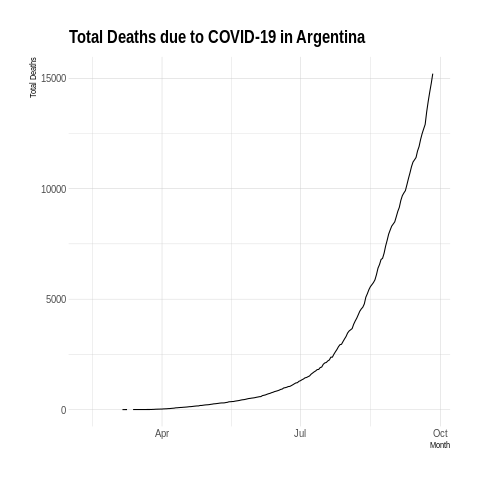 Total Deaths due to COVID-19 in Argentina
Total Deaths
15000
10000
5000
0
Apr
Jul
Oct
Month